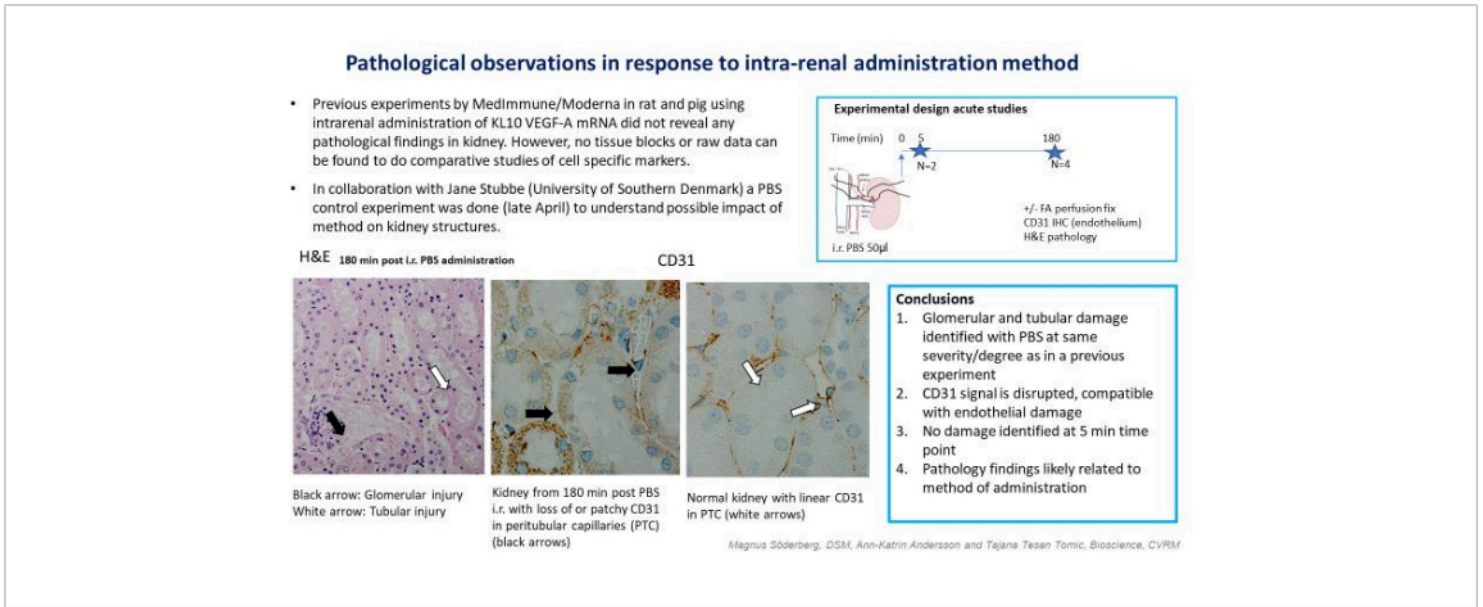 Pathological observations in response to intra-renal administration method
• Previous experiments by MedImmune/Moderna in rat and pig using
intrarenal administration of KL10 VEGF-A mRNA did not reveal any
pathological findings in kidney. However, no tissue blocks or raw data can
be found to do comparative studies of cell specific markers.
• In collaboration with Jane Stubbe (University of Southern Denmark) a PBS
control experiment was done (late April) to understand possible impact of
method on kidney structures.
Experimental design acute studies
Time (min) 0 5 180
N=2 N=4
+/- FA perfusion fix
CD31 IHC (endothelium)
H&E pathology
i.r. PBS 50µl
H&E 180 min post i.r. PBS administration
CD31
Black arrow: Glomerular injury
White arrow: Tubular injury
Kidney from 180 min post PBS
i.r. with loss of or patchy CD31
in peritubular capillaries (PTC)
(black arrows)
Normal kidney with linear CD31
in PTC (white arrows)
Conclusions
1. Glomerular and tubular damage
identified with PBS at same
severity/degree as in a previous
experiment
2. CD31 signal is disrupted, compatible
with endothelial damage
3. No damage identified at 5 min time
point
4. Pathology findings likely related to
method of administration
Magnus Söderberg, DSM, Ann-Katrin Andersson and Tajana Tesan Tomic, Bioscience, CVRM